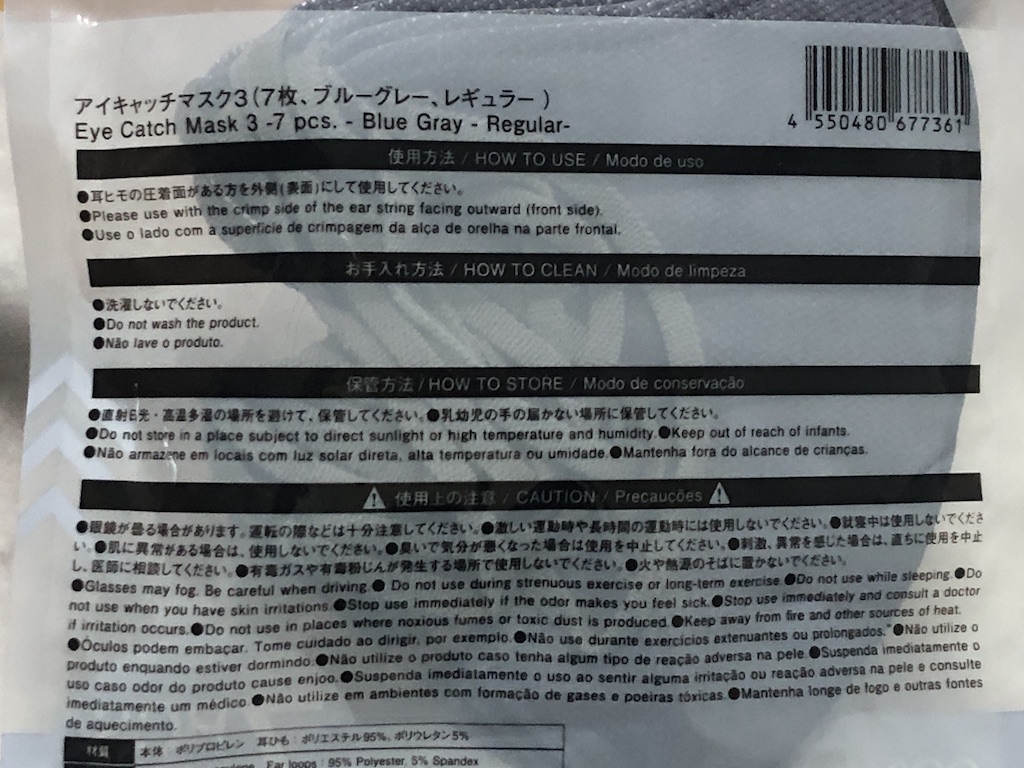 アイキャッチマスク3(7枚、ブルーグレー、レギュラー )
Eye Catch Mask 3 -7 pcs. - Blue Gray - Regular-
4 550480 677361
使用方法 / HOW TO USE / Modo de uso
●耳ヒモの圧着面がある方を外側(表面)にして使用してください。
●Please use with the crimp side of the ear string facing outward (front side).
●Use o lado com a superfície de crimpagem da alça de orelha na parte frontal.
お手入れ方法 / HOW TO CLEAN / Modo de limpeza
●洗濯しないでください。
●Do not wash the product.
●Não lave o produto.
保管方法 / HOW TO STORE / Modo de conservação
●直射日光・高温多湿の場所を避けて、保管してください。●乳幼児の手の届かない場所に保管してください。
●Do not store in a place subject to direct sunlight or high temperature and humidity.●Keep out of reach of infants.
●Não armazene em locais com luz solar direta, alta temperatura ou umidade.●Mantenha fora do alcance de crianças.
⚠ 使用上の注意 / CAUTION / Precauções ⚠
●眼鏡が曇る場合があります。運転の際などは十分注意してください。●激しい運動時や長時間の運動時には使用しないでください。●就寝中は使用しないでくださ
い。●肌に異常がある場合は、使用しないでください。●臭いで気分が悪くなった場合は使用を中止してください。●刺激、異常を感じた場合は、直ちに使用を中止
し、医師に相談してください。●有毒ガスや有毒粉じんが発生する場所で使用しないでください。●火や熱源のそばに置かないでください。
●Glasses may fog. Be careful when driving.● Do not use during strenuous exercise or long-term exercise.●Do not use while sleeping.●Do
not use when you have skin irritations.●Stop use immediately if the odor makes you feel sick.●Stop use immediately and consult a doctor
if irritation occurs.●Do not use in places where noxious fumes or toxic dust is produced.●Keep away from fire and other sources of heat.
●Óculos podem embaçar. Tome cuidado ao dirigir, por exemplo.●Não use durante exercícios extenuantes ou prolongados."●Não utilize o
produto enquanto estiver dormindo.●Não utilize o produto caso tenha algum tipo de reação adversa na pele.●Suspenda imediatamente o
uso caso odor do produto cause enjoo.●Suspenda imediatamente o uso ao sentir alguma irritação ou reação adversa na pele e consulte
imediatamente um médico.●Não utilize em ambientes com formação de gases e poeiras tóxicas.●Mantenha longe de fogo e outras fontes
de aquecimento.
材質 本体：ポリプロピレン 耳ひも：ポリエステル95%、ポリウレタン5%
Ear loops : 95% Polyester, 5% Spandex